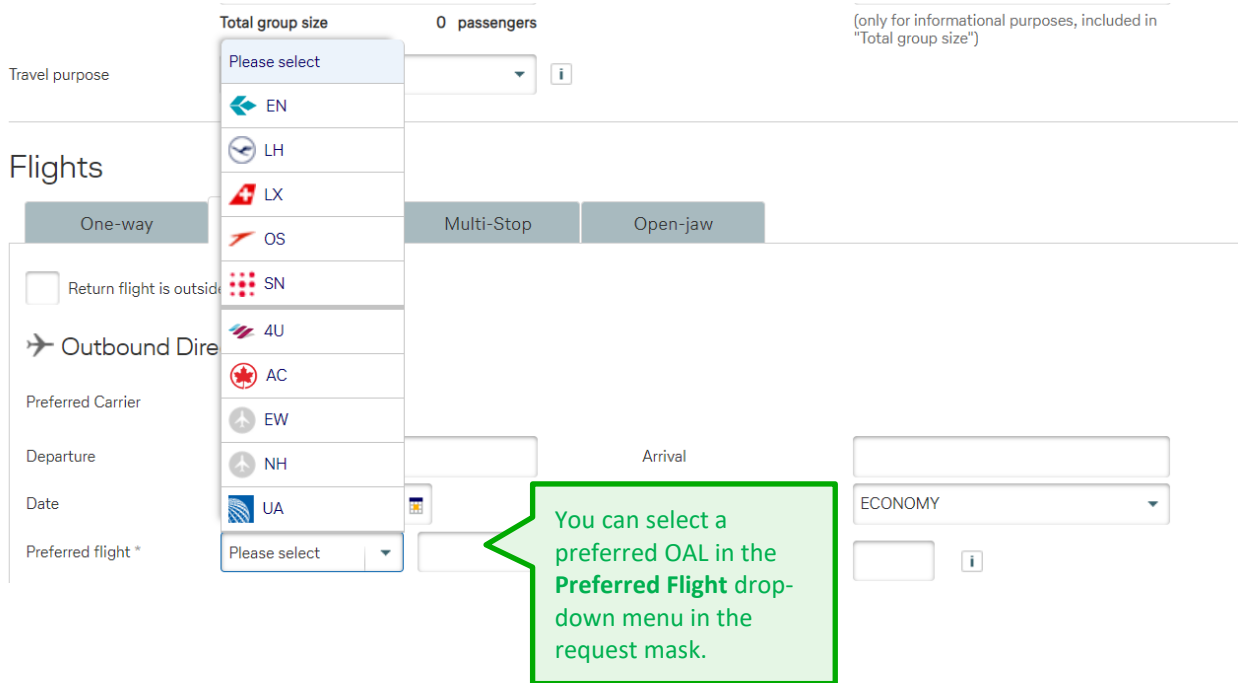 Total group size 0 passengers
(only for informational purposes, included in
"Total group size")
Travel purpose
Please select
i
EN
LH
LX
OS
SN
4U
AC
EW
NH
UA
Flights
One-way
Multi-Stop
Open-jaw
Return flight is outside
Outbound Dire
Preferred Carrier
Departure
Arrival
Date
ECONOMY
Preferred flight *
Please select
i
You can select a
preferred OAL in the
Preferred Flight drop-
down menu in the
request mask.